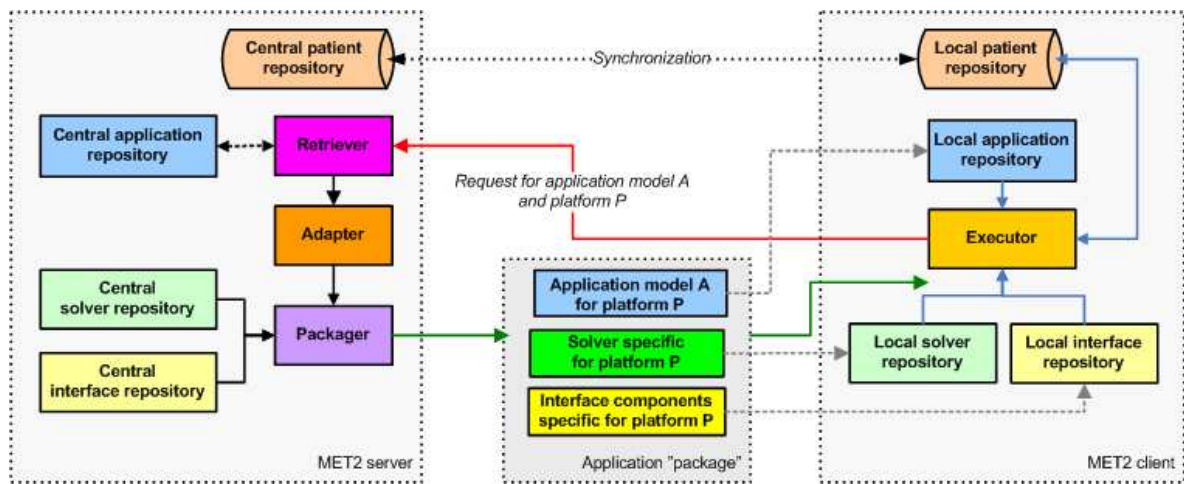 Central patient
repository
Synchronization
Local patient
repository
Central application
repository
Retriever
Local application
repository
Request for application model A
and platform P
Adapter
Executor
Central
solver repository
Application model A
for platform P
Packager
Solver specific
for platform P
Local solver
repository
Local interface
repository
Central
interface repository
Interface components
specific for platform P
MET2 server
Application "package"
MET2 client